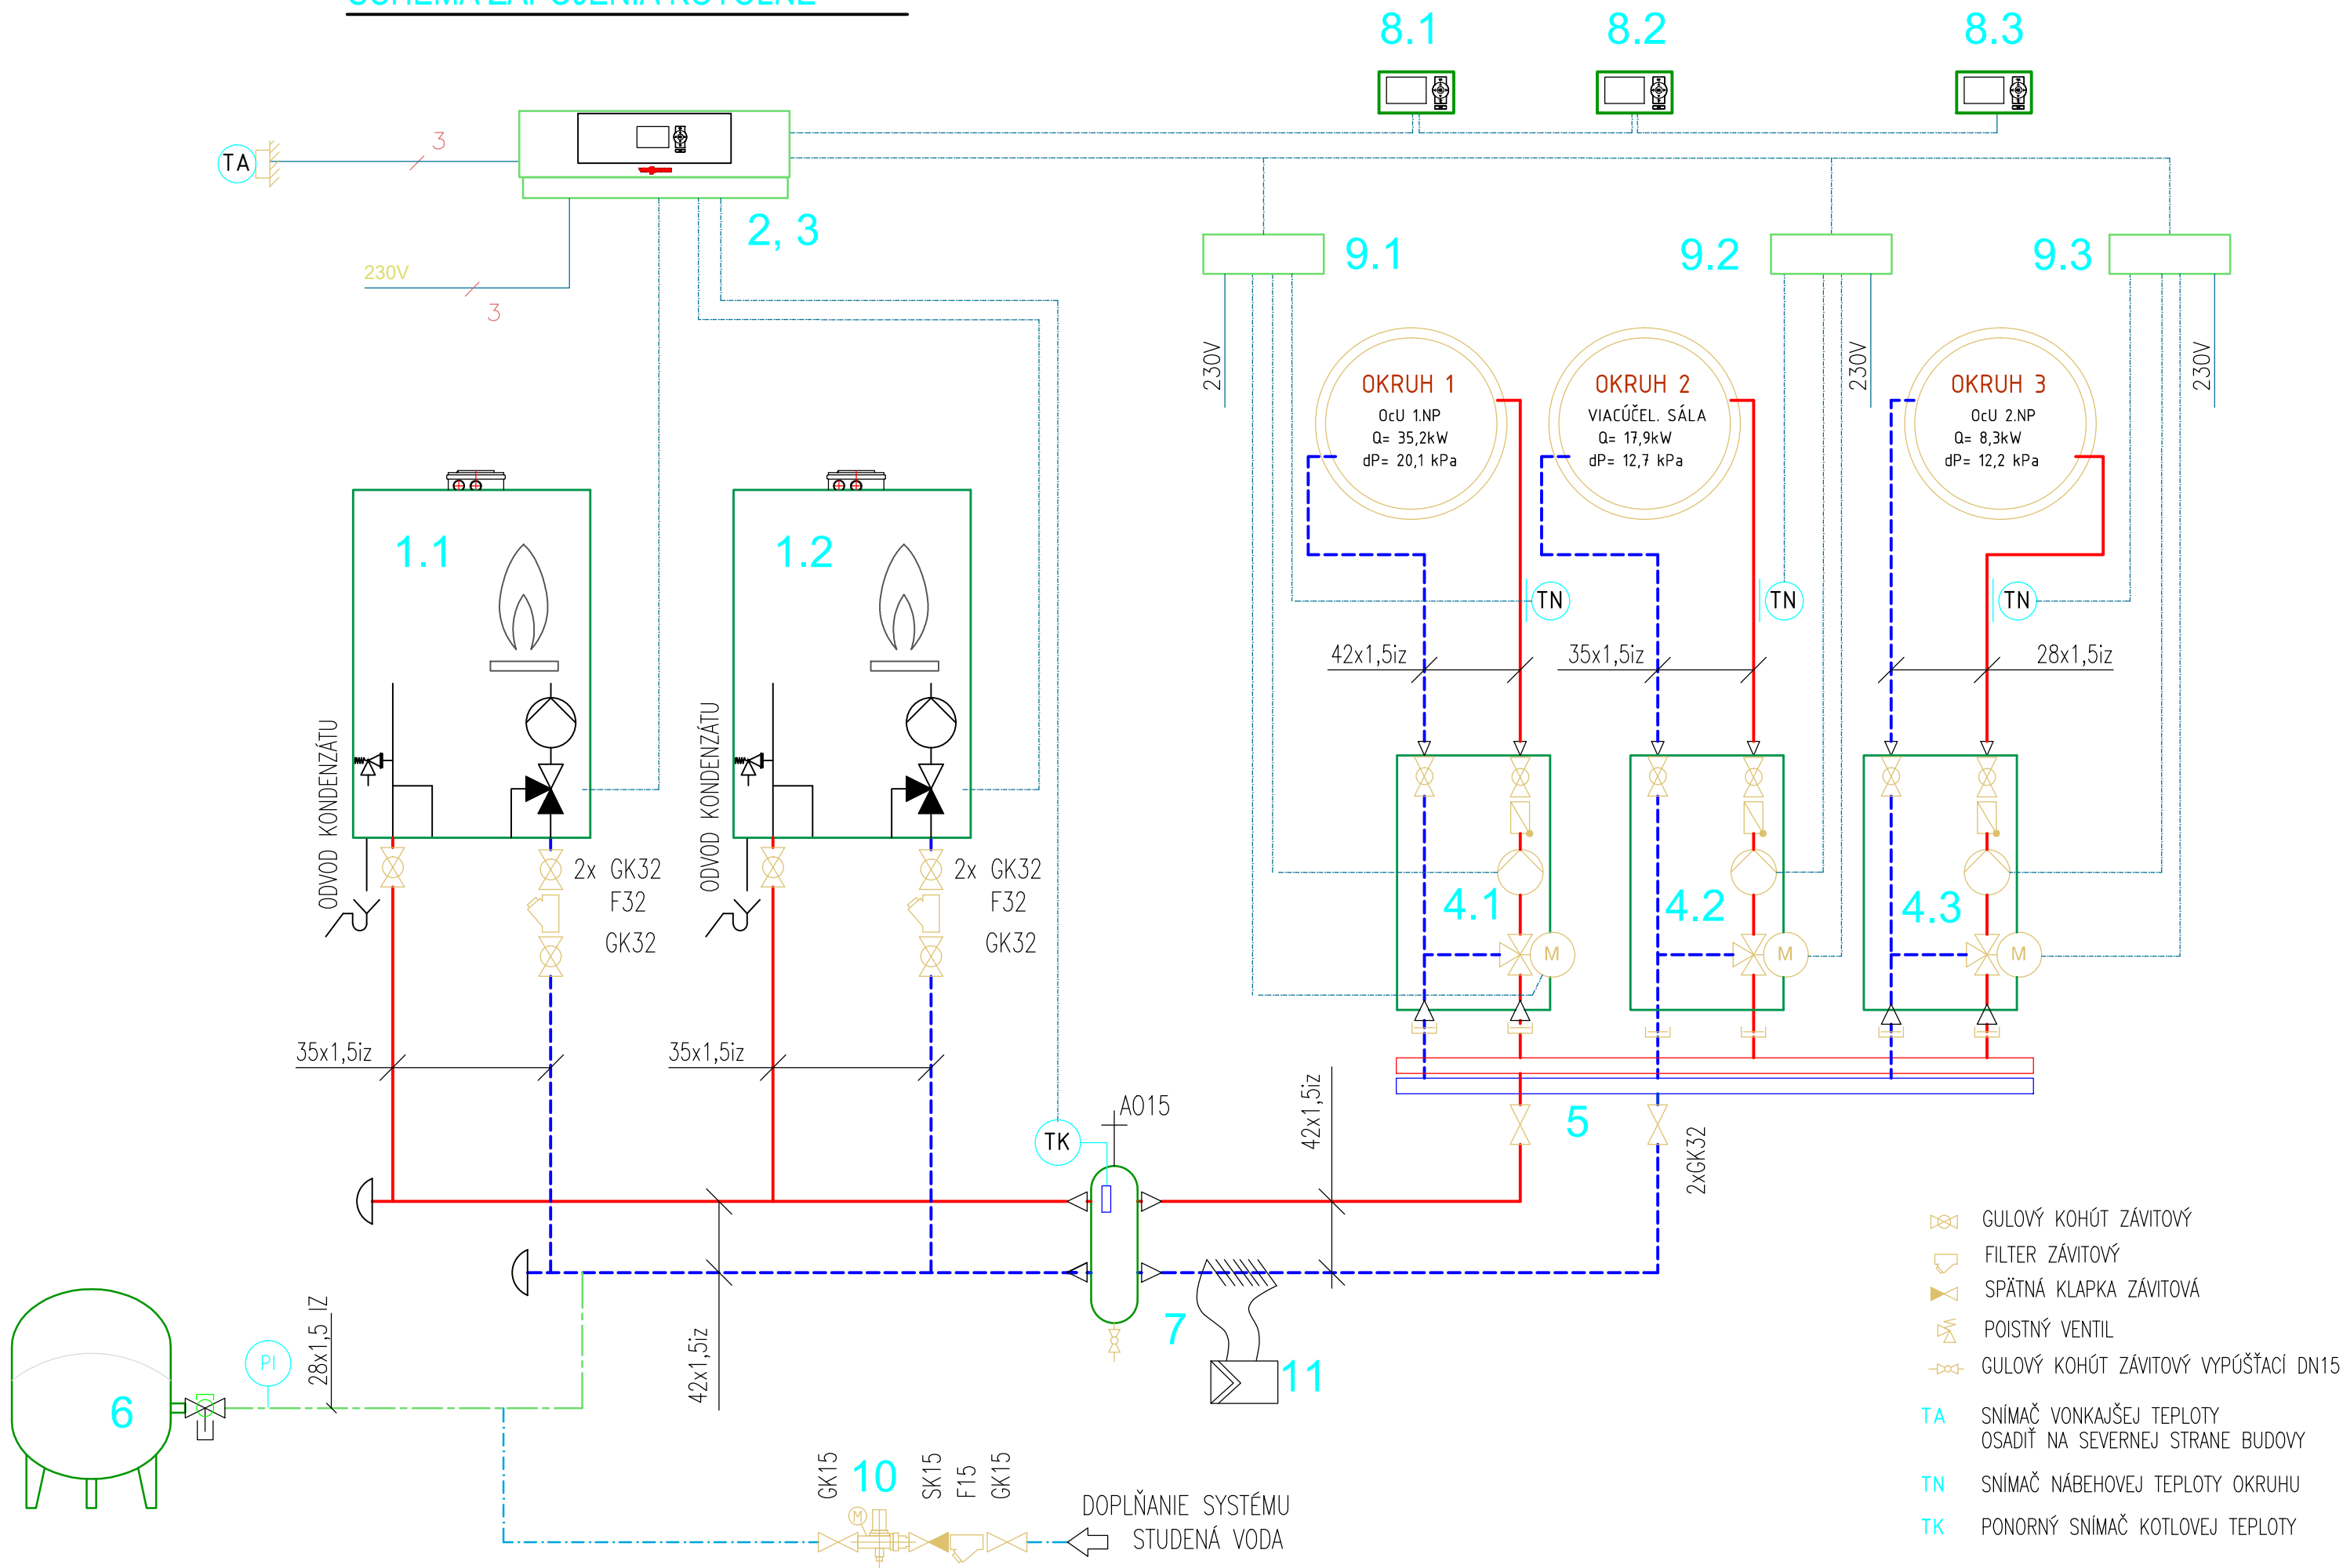 SCHÉMA ZAPOJENIA KOTOLNE
8.1
8.2
8.3
TA
3
2, 3
230V
3
9.1
9.2
9.3
230V
230V
230V
OKRUH 1
OcU 1.NP
Q= 35,2kW
dP= 20,1 kPa
OKRUH 2
VIACÚČEL. SÁLA
Q= 17,9kW
dP= 12,7 kPa
OKRUH 3
OcU 2.NP
Q= 8,3kW
dP= 12,2 kPa
1.1
1.2
TN
TN
TN
42x1,5iz
35x1,5iz
28x1,5iz
ODVOD KONDENZÁTU
ODVOD KONDENZÁTU
2x GK32
F32
GK32
2x GK32
F32
GK32
4.1
4.2
4.3
M
M
M
35x1,5iz
35x1,5iz
TK
AO15
42x1,5iz
5
2xGK32
42x1,5iz
7
11
6
PI
28x1,5 IZ
GK15
10
SK15
F15
GK15
M
DOPLŇANIE SYSTÉMU
STUDENÁ VODA
GULOVÝ KOHÚT ZÁVITOVÝ
FILTER ZÁVITOVÝ
SPÄTNÁ KLAPKA ZÁVITOVÁ
POISTNÝ VENTIL
GULOVÝ KOHÚT ZÁVITOVÝ VYPÚŠŤACÍ DN15
TA SNÍMAČ VONKAJŠEJ TEPLOTY
OSADIŤ NA SEVERNEJ STRANE BUDOVY
TN SNÍMAČ NÁBEHOVEJ TEPLOTY OKRUHU
TK PONORNÝ SNÍMAČ KOTLOVEJ TEPLOTY